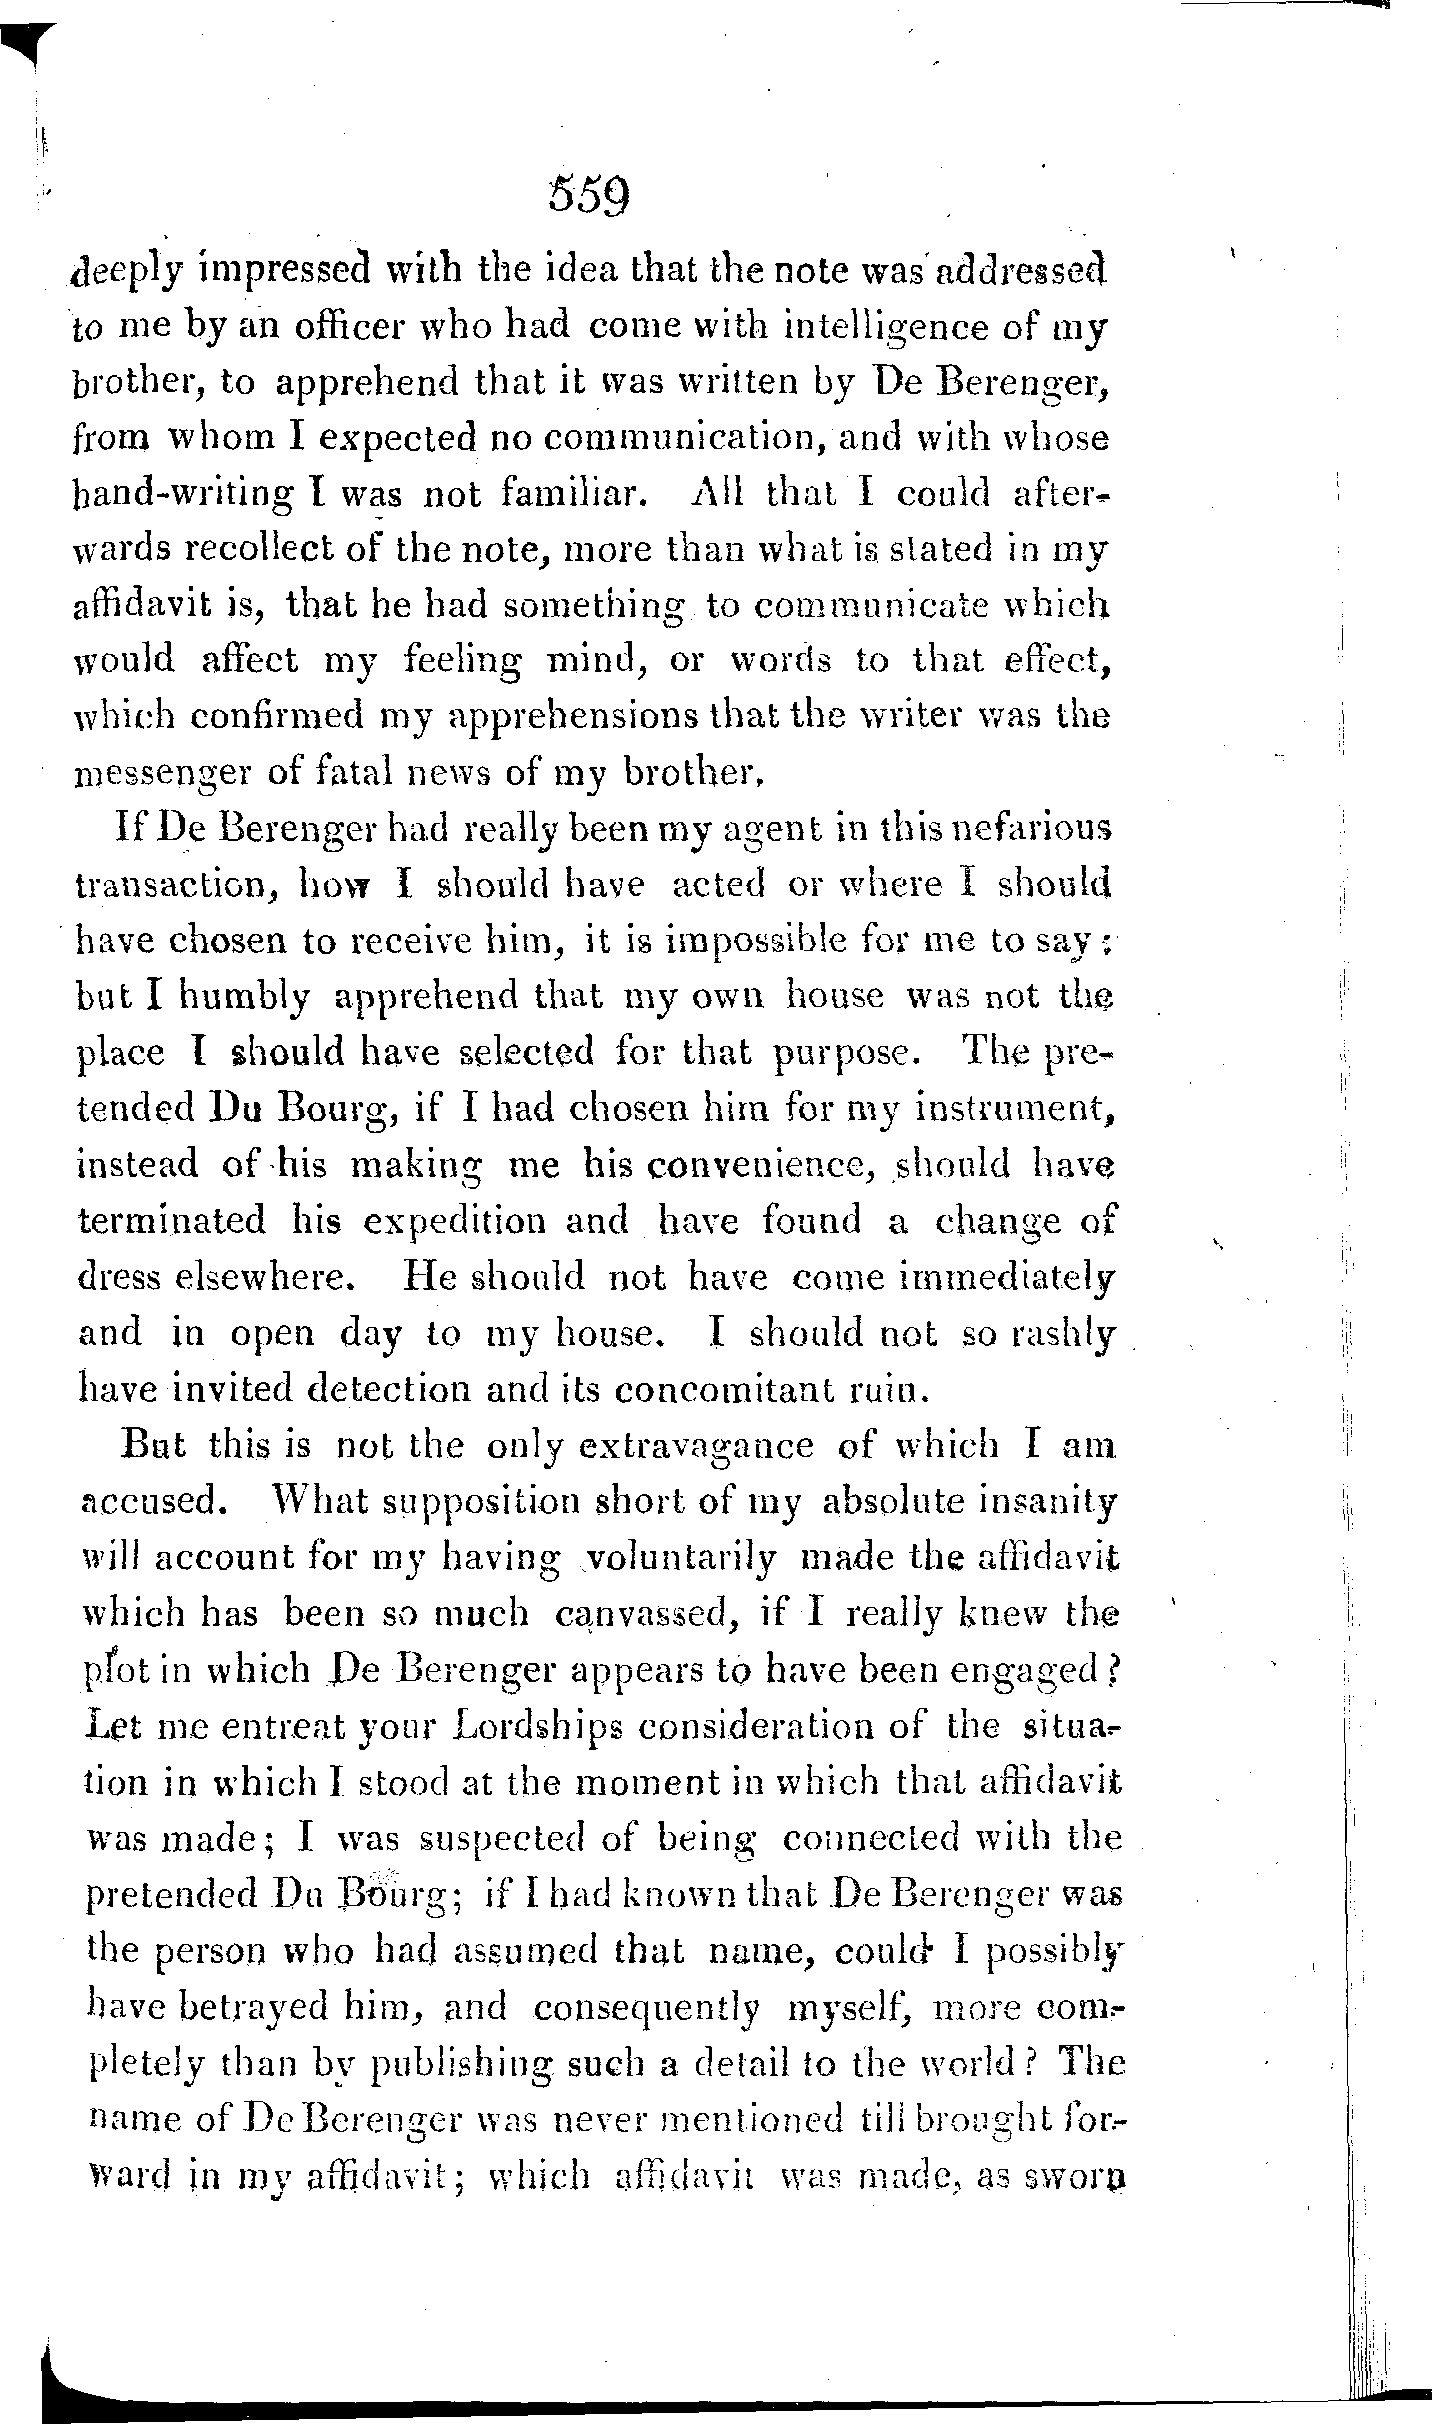 559
deeply impressed with the idea that the note was addressed
to me by an officer who had come with intelligence of my
brother, to apprehend that it was written by De Berenger,
from whom I expected no communication, and with whose
hand-writing I was not familiar. All that I could after-
wards recollect of the note, more than what is stated in my
affidavit is, that he had something to communicate which
would affect my feeling mind, or words to that effect,
which confirmed my apprehensions that the writer was the
messenger of fatal news of my brother.
If De Berenger had really been my agent in this nefarious
transaction, how I should have acted or where I should
have chosen to receive him, it is impossible for me to say;
but I humbly apprehend that my own house was not the
place I should have selected for that purpose. The pre-
tended Du Bourg, if I had chosen him for my instrument,
instead of his making me his convenience, should have
terminated his expedition and have found a change of
dress elsewhere. He should not have come immediately
and in open day to my house. I should not so rashly
have invited detection and its concomitant ruin.
But this is not the only extravagance of which I am
accused. What supposition short of my absolute insanity
will account for my having voluntarily made the affidavit
which has been so much canvassed, if I really knew the
plot in which De Berenger appears to have been engaged?
Let me entreat your Lordships consideration of the situa-
tion in which I stood at the moment in which that affidavit
was made; I was suspected of being connected with the
pretended Du Bourg; if I had known that De Berenger was
the person who had assumed that name, could I possibly
have betrayed him, and consequently myself, more com-
pletely than by publishing such a detail to the world? The
name of De Berenger was never mentioned till brought for-
ward in my affidavit; which affidavit was made, as sworn